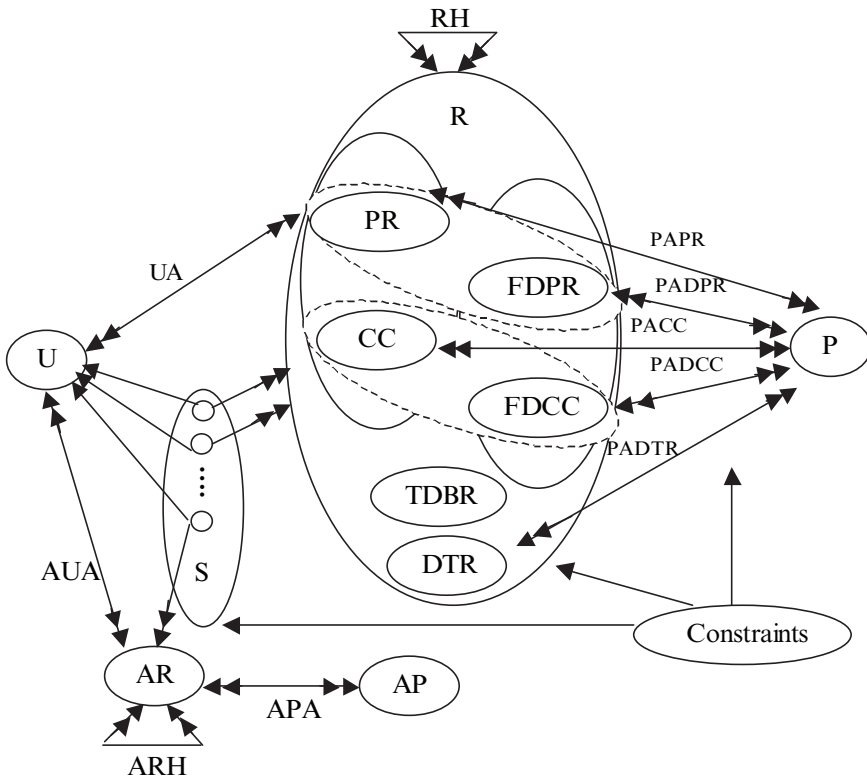 RH
R
PR
PAPR
UA
FDPR
PADPR
PACC
CC
U
P
PADCC
FDCC
PADTR
TDBR
AUA
S
DTR
Constraints
AR
AP
APA
ARH